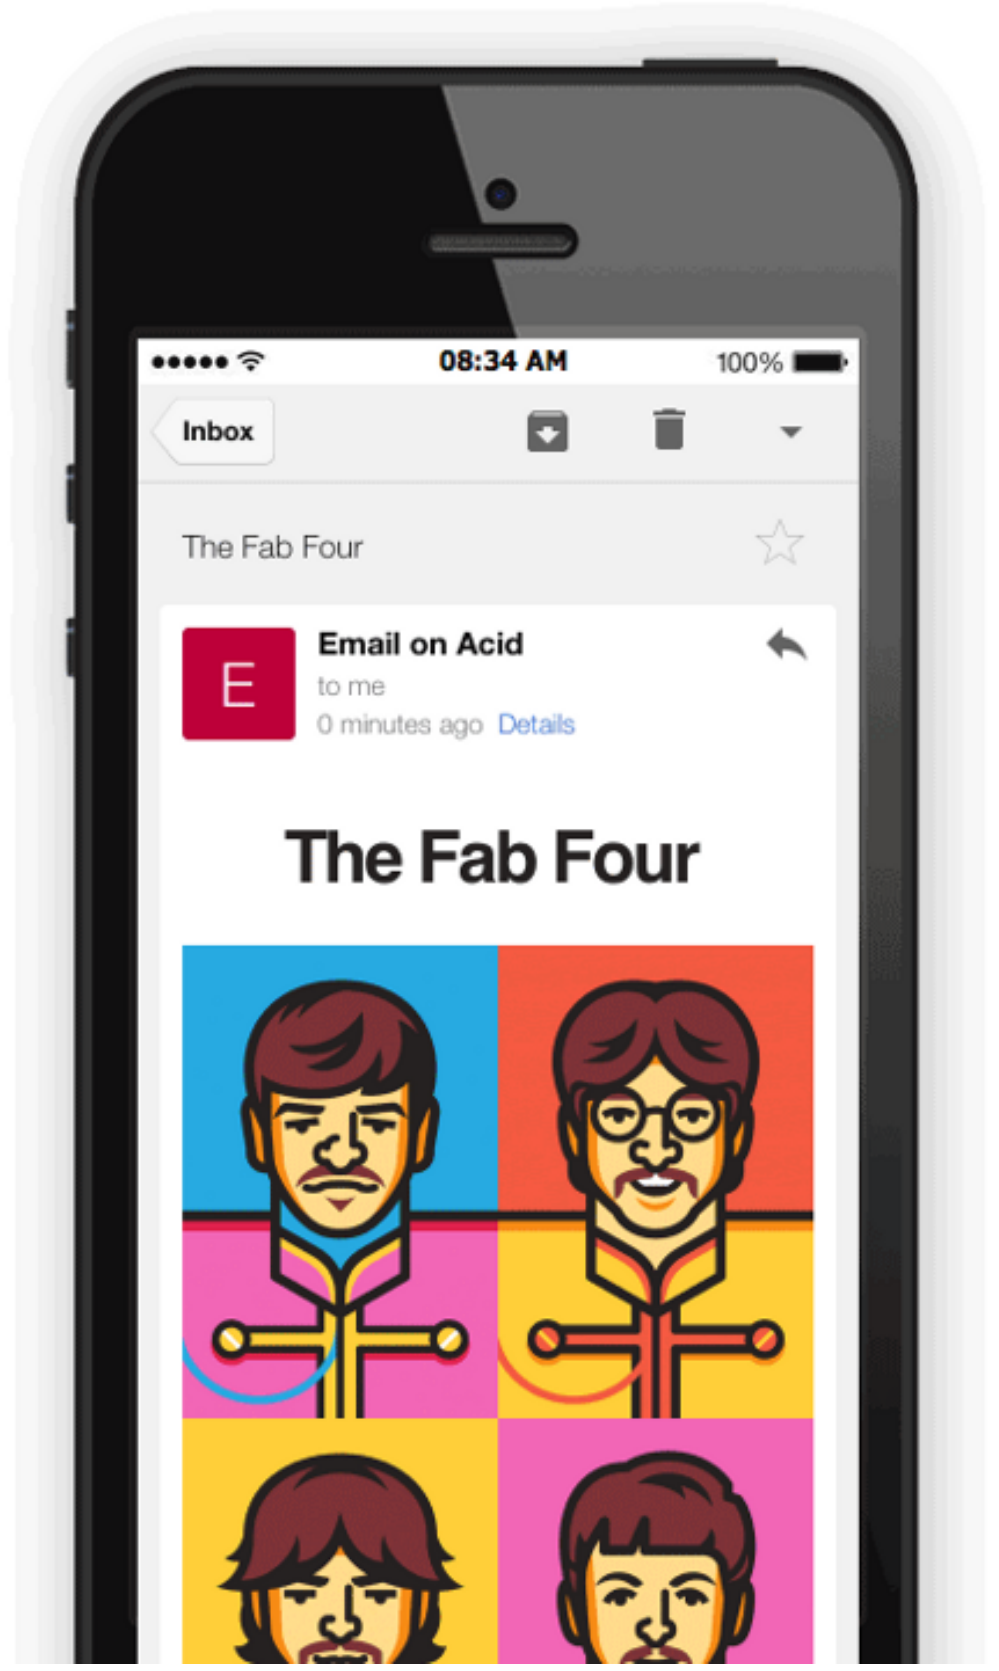 08:34 AM 100%
Inbox
The Fab Four
E
Email on Acid
to me
0 minutes ago Details
The Fab Four